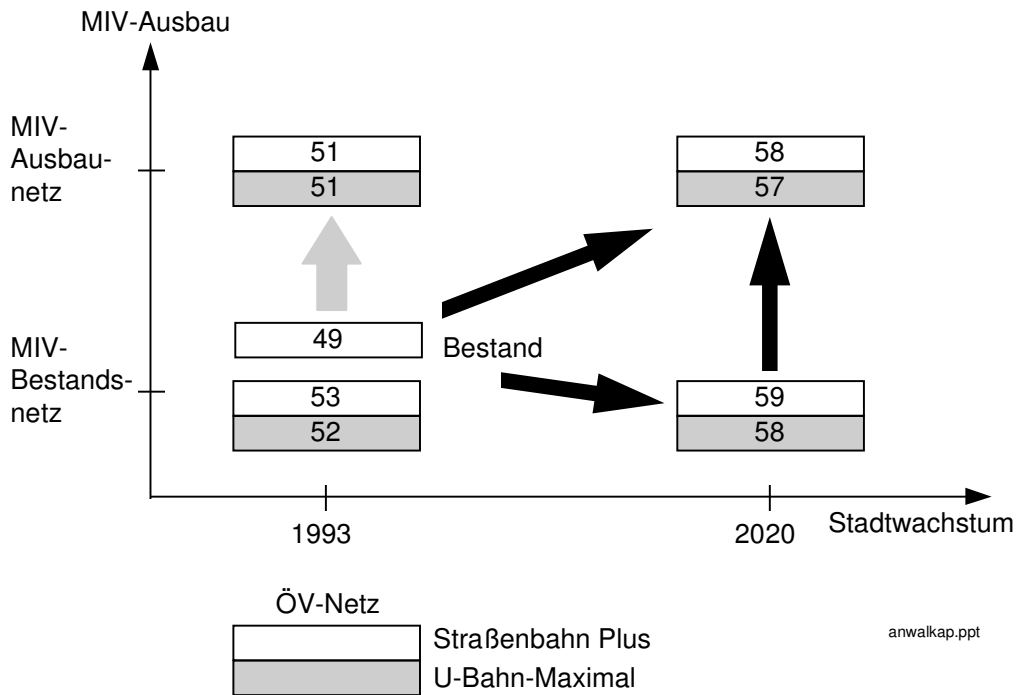 MIV-Ausbau
MIV-
Ausbau-
netz
51
51
58
57
49
Bestand
MIV-
Bestands-
netz
53
52
59
58
1993
2020
Stadtwachstum
ÖV-Netz
Straßenbahn Plus
U-Bahn-Maximal
anwalkap.ppt